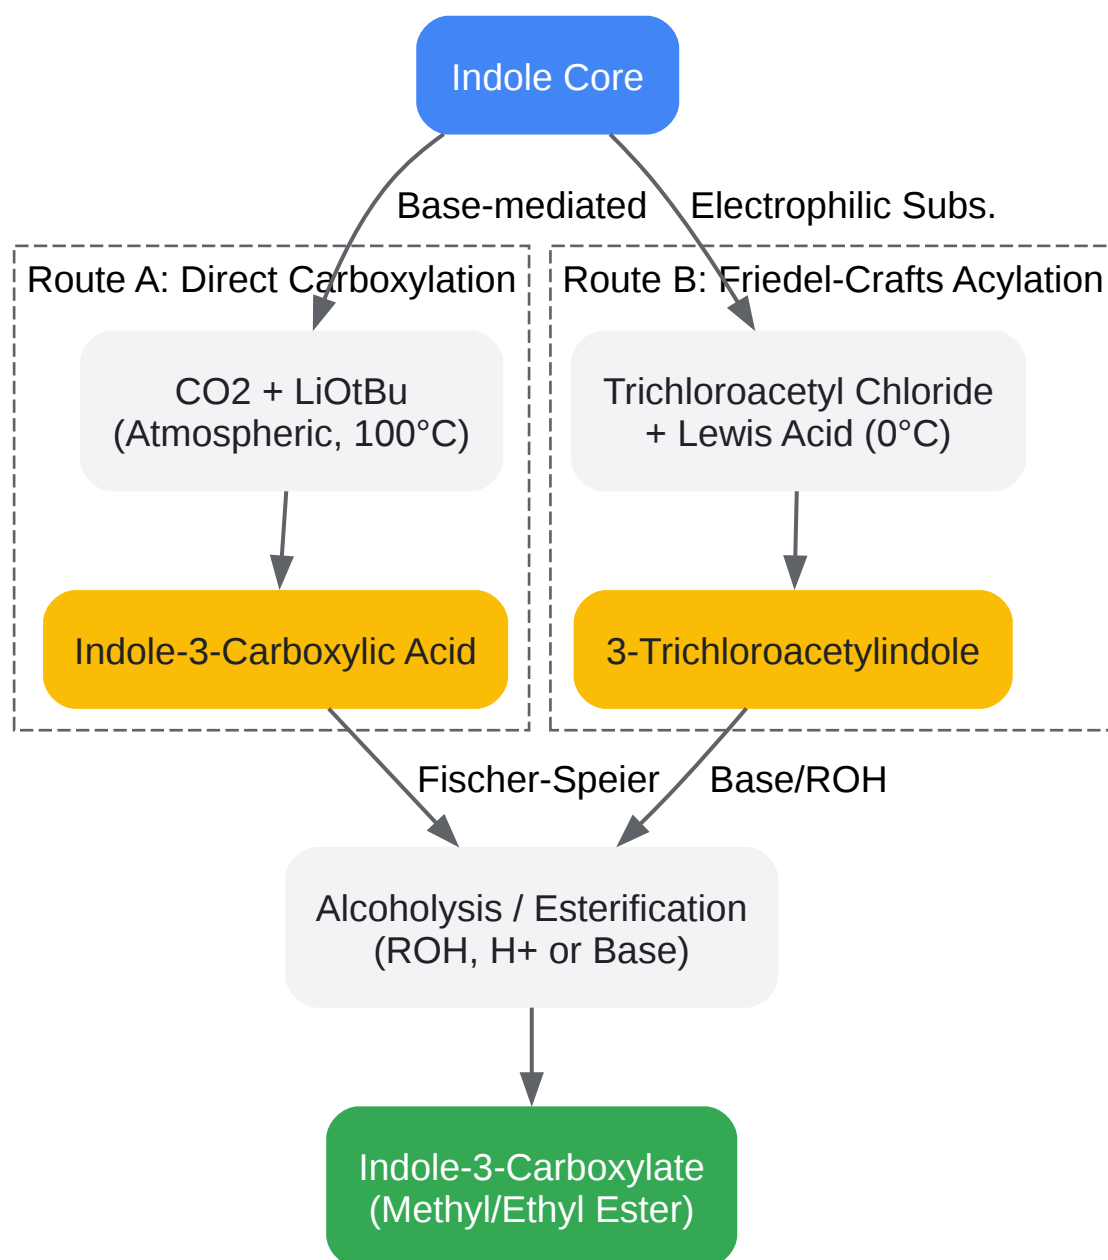 Indole Core
Base-mediated
Electrophilic Subs.
Route A: Direct Carboxylation
Route B: Friedel-Crafts Acylation
CO2 + LiOtBu
(Atmospheric, 100°C)
Trichloroacetyl Chloride
+ Lewis Acid (0°C)
Indole-3-Carboxylic Acid
3-Trichloroacetylindole
Fischer-Speier
Base/ROH
Alcoholysis / Esterification
(ROH, H+ or Base)
Indole-3-Carboxylate
(Methyl/Ethyl Ester)